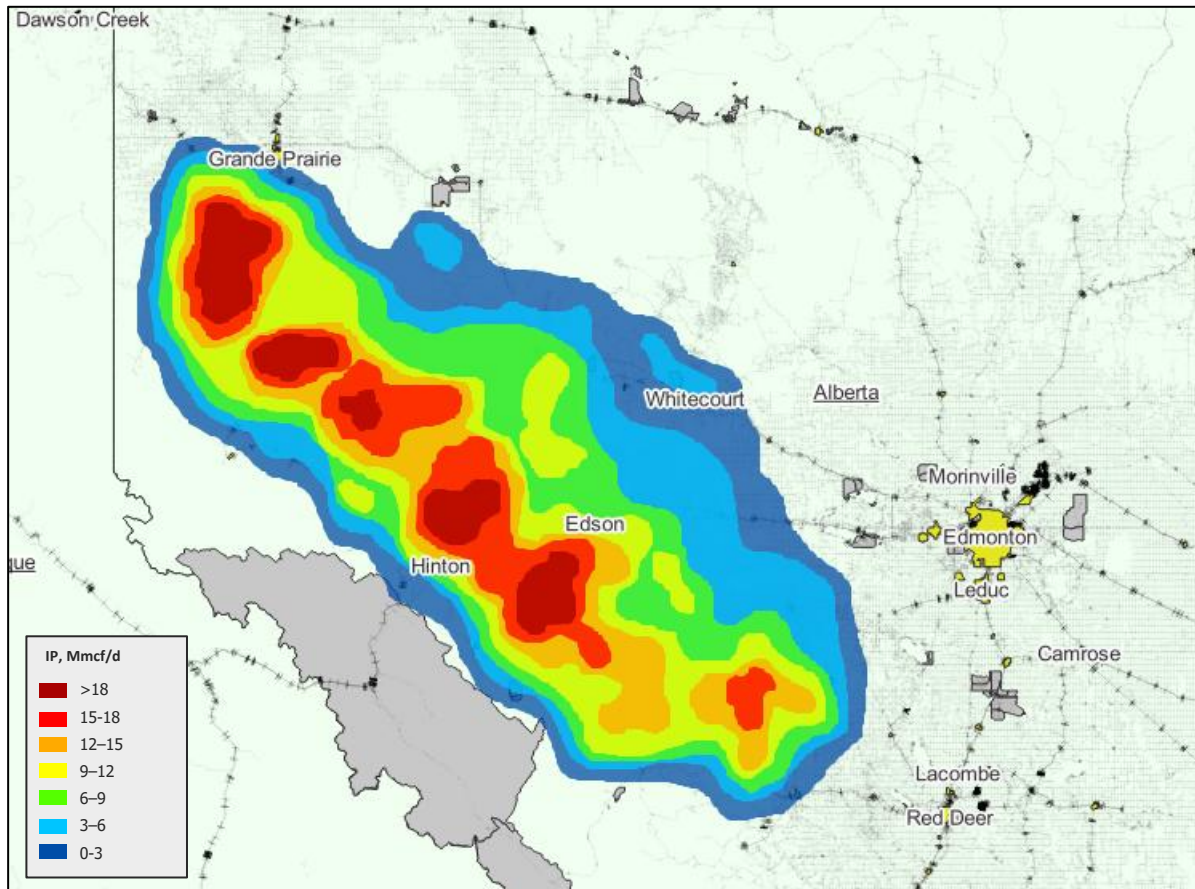 Dawson Creek
Grande Prairie
Whitecourt
Alberta
Morinville
Edson
Edmonton
Hinton
que
Leduc
Camrose
Lacombe
Red Deer
IP, Mmcf/d
>18
15-18
12–15
9–12
6–9
3–6
0-3